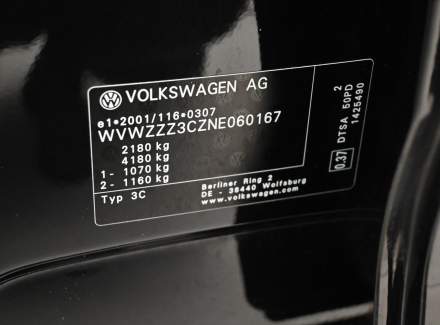 VOLKSWAGEN AG
e1•2001/116•0307
WVWZZZ3CZNE060167
2180 kg
4180 kg
1- 1070 kg
2- 1160 kg
Typ 3C
Berliner Ring 2
DE - 38440 Wolfsburg
www.volkswagen.com
0.37
2
DTSA 50PD
1425490